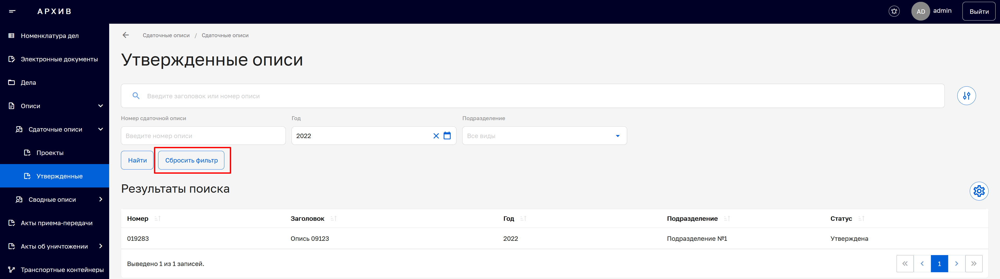 АРХИВ
AD
admin
Выйти
Номенклатура дел
Электронные документы
Дела
Описи
Сдаточные описи
Проекты
Утвержденные
Сводные описи
Акты приема-передачи
Акты об уничтожении
Транспортные контейнеры
Сдаточные описи / Сдаточные описи
Утвержденные описи
Введите заголовок или номер описи
Номер сдаточной описи Год Подразделение
Введите номер описи 2022 Все виды
Найти Сбросить фильтр
Результаты поиска
Номер Заголовок Год Подразделение Статус
019283 Опись 09123 2022 Подразделение №1 Утверждена
Выведено 1 из 1 записей.
« ‹ 1 › »